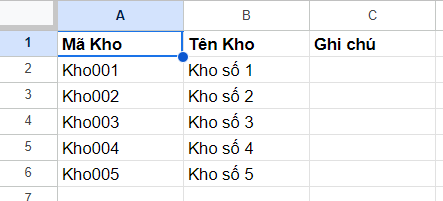 A B C
1 Mã Kho Tên Kho Ghi chú
2 Kho001 Kho số 1
3 Kho002 Kho số 2
4 Kho003 Kho số 3
5 Kho004 Kho số 4
6 Kho005 Kho số 5
7